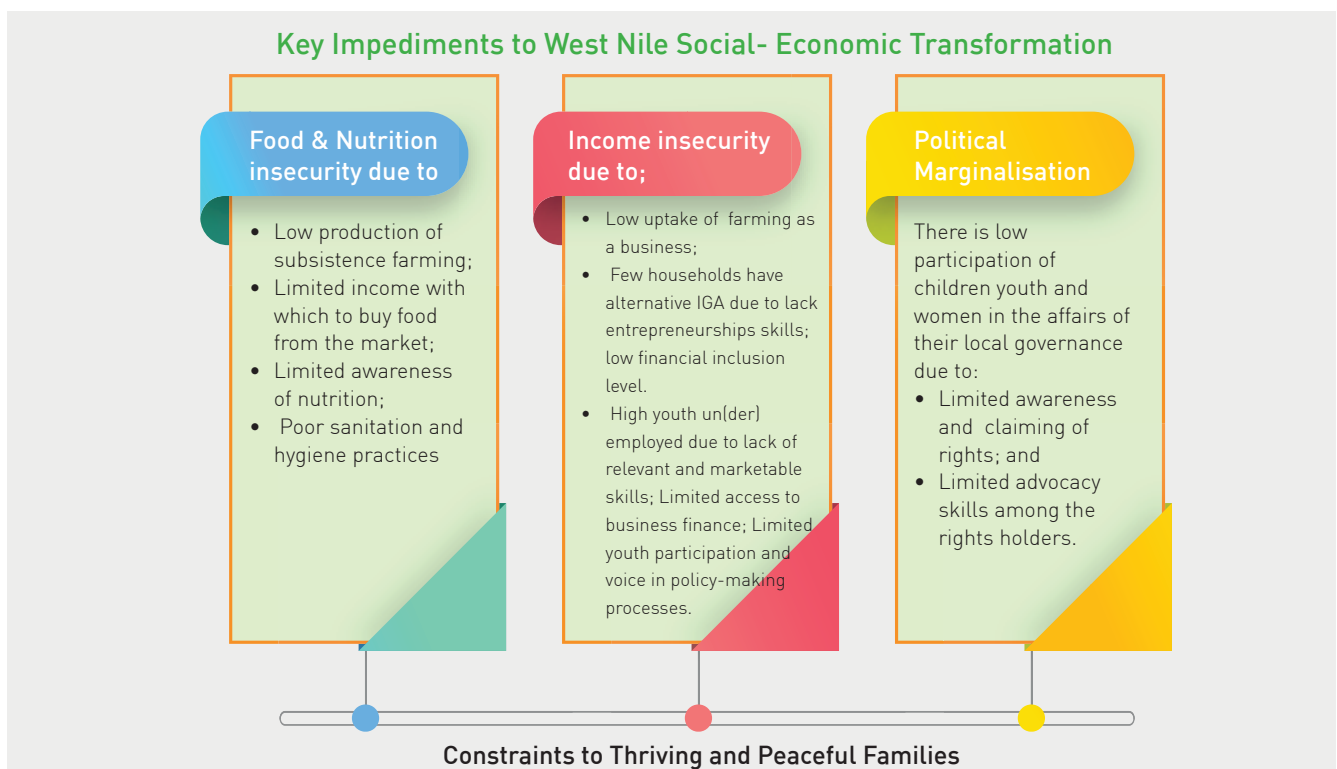 Key Impediments to West Nile Social- Economic Transformation
Food & Nutrition
insecurity due to
• Low production of
subsistence farming;
• Limited income with
which to buy food
from the market;
• Limited awareness
of nutrition;
• Poor sanitation and
hygiene practices
Income insecurity
due to;
• Low uptake of farming as
a business;
• Few households have
alternative IGA due to lack
entrepreneurships skills;
low financial inclusion
level.
• High youth un(der)
employed due to lack of
relevant and marketable
skills; Limited access to
business finance; Limited
youth participation and
voice in policy-making
processes.
Political
Marginalisation
There is low
participation of
children youth and
women in the affairs of
their local governance
due to:
• Limited awareness
and claiming of
rights; and
• Limited advocacy
skills among the
rights holders.
Constraints to Thriving and Peaceful Families